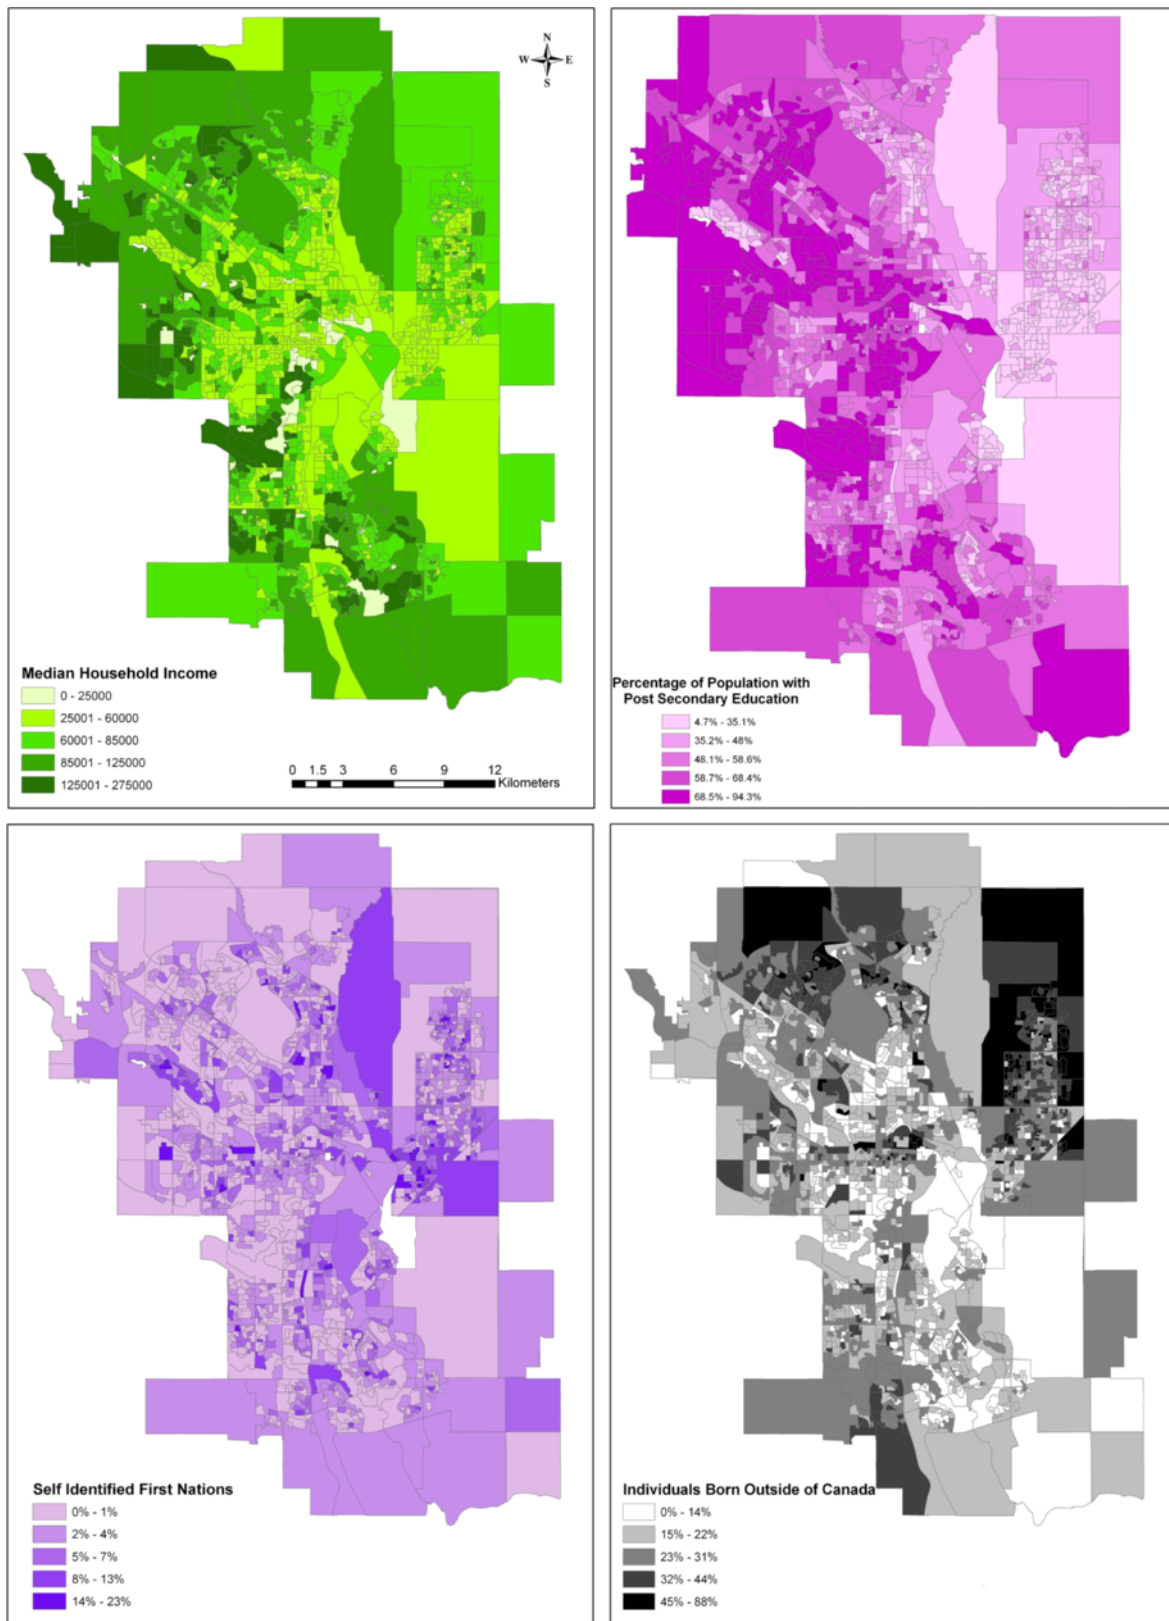 N
W E
S
Median Household Income
0 - 25000
25001 - 60000
60001 - 85000
85001 - 125000
125001 - 275000
0 1.5 3 6 9 12
Kilometers
Percentage of Population with
Post Secondary Education
4.7% - 35.1%
35.2% - 48%
48.1% - 58.6%
58.7% - 68.4%
68.5% - 94.3%
Self Identified First Nations
0% - 1%
2% - 4%
5% - 7%
8% - 13%
14% - 23%
Individuals Born Outside of Canada
0% - 14%
15% - 22%
23% - 31%
32% - 44%
45% - 88%